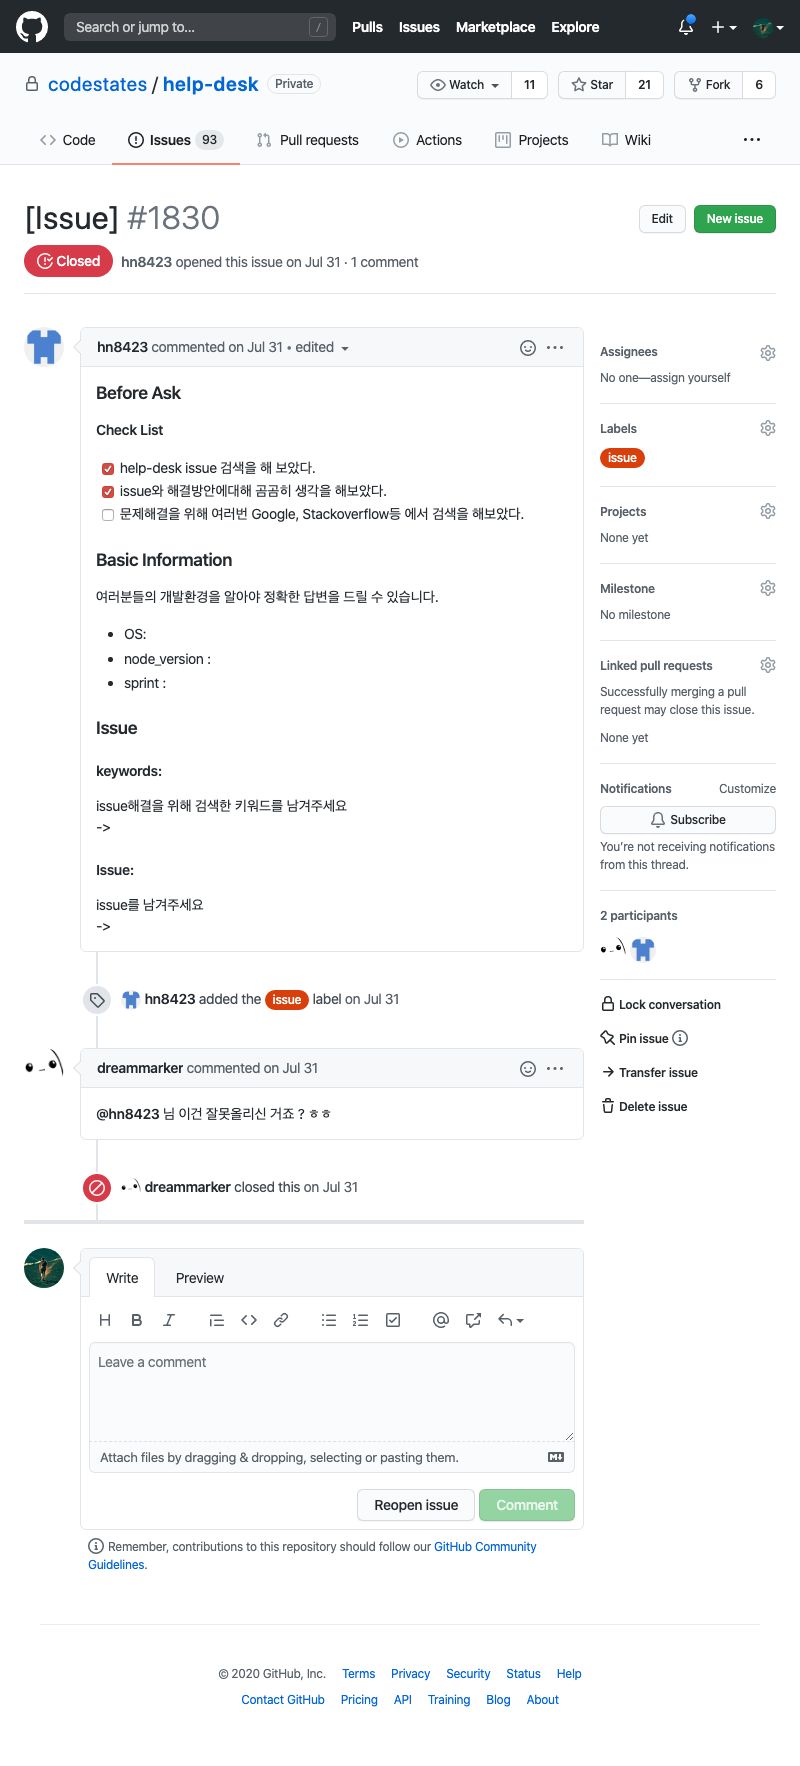 Search or jump to... /
Pulls Issues Marketplace Explore
codestates / help-desk Private
Watch 11 Star 21 Fork 6
Code Issues 93 Pull requests Actions Projects Wiki
[Issue] #1830
Edit New issue
Closed hn8423 opened this issue on Jul 31 · 1 comment
hn8423 commented on Jul 31 • edited
Before Ask
Check List
help-desk issue 검색을 해 보았다.
issue와 해결방안에대해 곰곰히 생각을 해보았다.
문제해결을 위해 여러번 Google, Stackoverflow등 에서 검색을 해보았다.
Basic Information
여러분들의 개발환경을 알아야 정확한 답변을 드릴 수 있습니다.
OS:
node_version :
sprint :
Issue
keywords:
issue해결을 위해 검색한 키워드를 남겨주세요
->
Issue:
issue를 남겨주세요
->
hn8423 added the issue label on Jul 31
dreammarker commented on Jul 31
@hn8423 님 이건 잘못올리신 거죠 ? ㅎㅎ
dreammarker closed this on Jul 31
Assignees
No one—assign yourself
Labels
issue
Projects
None yet
Milestone
No milestone
Linked pull requests
Successfully merging a pull
request may close this issue.
None yet
Notifications Customize
Subscribe
You're not receiving notifications
from this thread.
2 participants
Lock conversation
Pin issue
Transfer issue
Delete issue
Write Preview
Leave a comment
Attach files by dragging & dropping, selecting or pasting them.
Reopen issue Comment
Remember, contributions to this repository should follow our GitHub Community
Guidelines.
© 2020 GitHub, Inc. Terms Privacy Security Status Help
Contact GitHub Pricing API Training Blog About